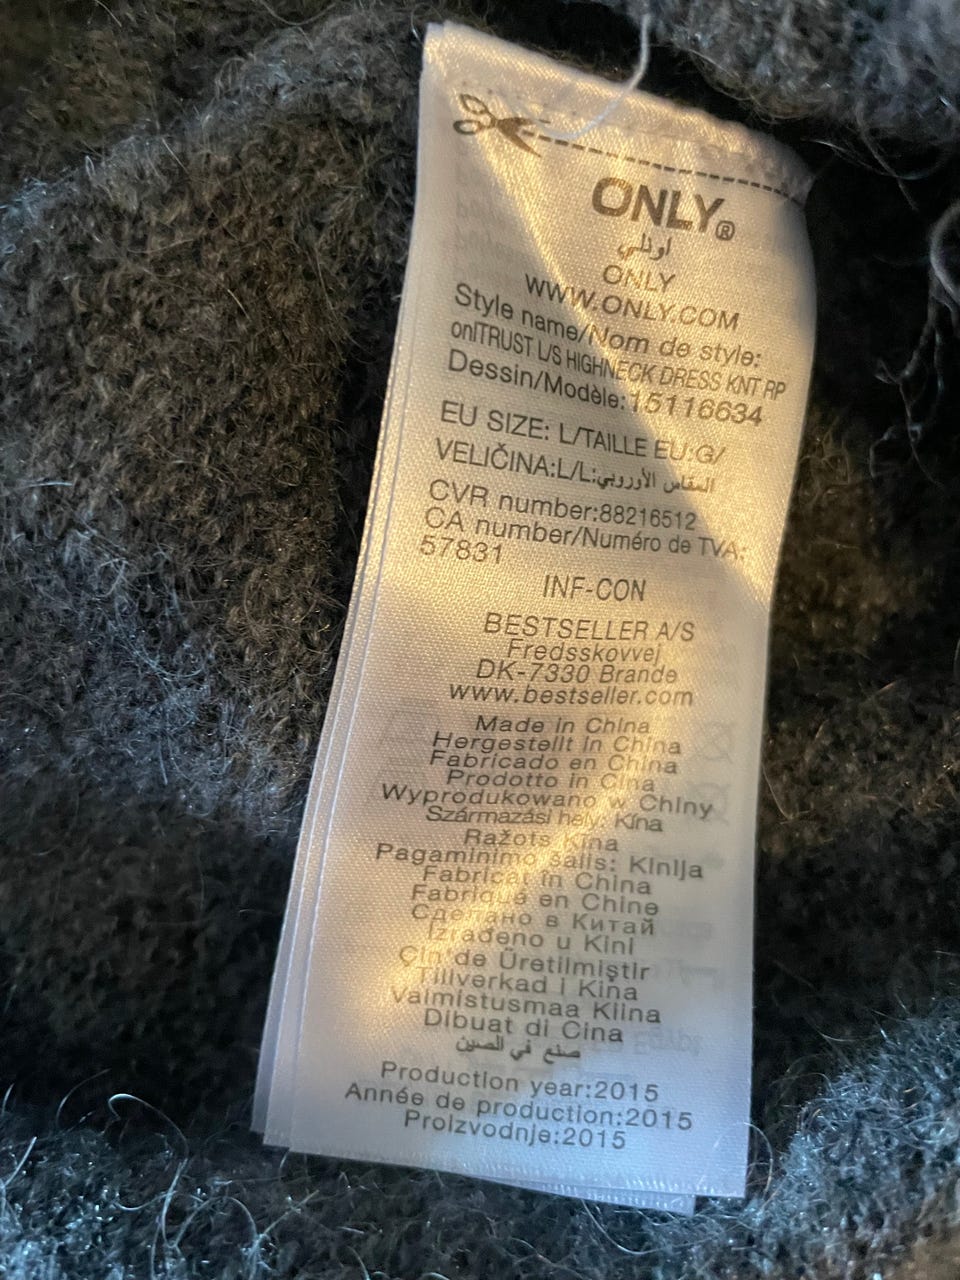 ONLY®
اونلي
ONLY
WWW.ONLY.COM
Style name/Nom de style:
onlTRUST L/S HIGHNECK DRESS KNT RP
Dessin/Modèle:15116634
EU SIZE: L/TAILLE EU:G/
VELIČINA:L/L:المقاس الأوروبي
CVR number:88216512
CA number/Numéro de TVA:
57831
INF-CON
BESTSELLER A/S
Fredsskovvej
DK-7330 Brande
www.bestseller.com
Made in China
Hergestellt in China
Fabricado en China
Prodotto in Cina
Wyprodukowano w Chiny
Származási hely: Kína
Ražots Ķīna
Pagaminimo šalis: Kinija
Fabricat in China
Fabriqué en Chine
Сделано в Китай
Izrađeno u Kini
Çin'de Üretilmiştir
Tillverkad i Kina
Valmistusmaa Kiina
Dibuat di Cina
صنع في الصين
Production year:2015
Année de production:2015
Proizvodnje:2015